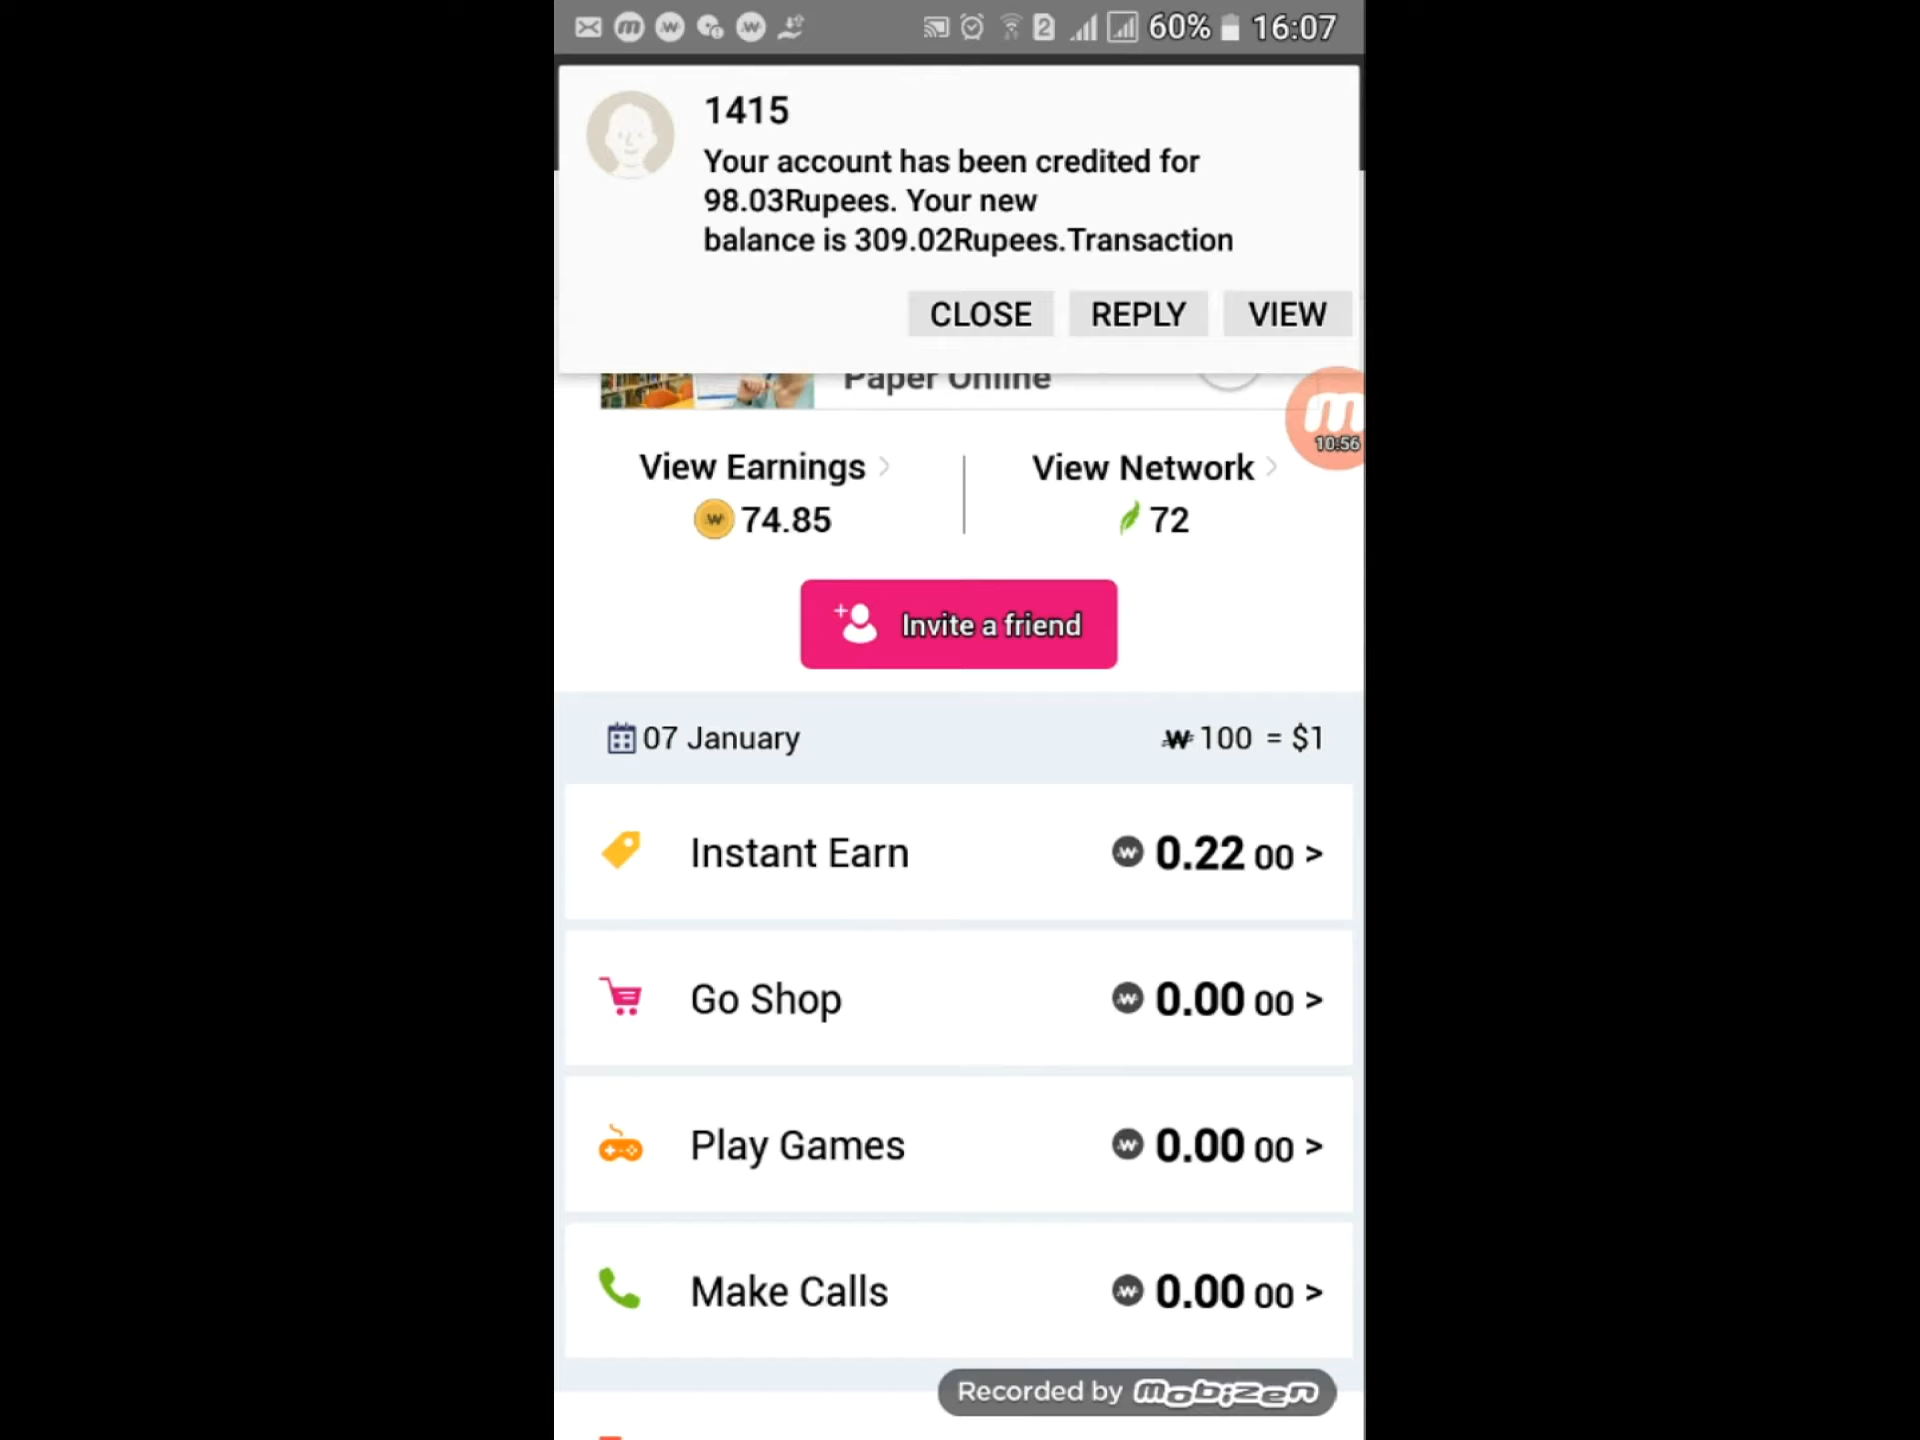 60% 16:07
1415
Your account has been credited for
98.03Rupees. Your new
balance is 309.02Rupees.Transaction
CLOSE REPLY VIEW
Paper Online
10:56
View Earnings > View Network >
74.85 72
Invite a friend
07 January W 100 = $1
Instant Earn 0.22 00 >
Go Shop 0.00 00 >
Play Games 0.00 00 >
Make Calls 0.00 00 >
Recorded by mobizen